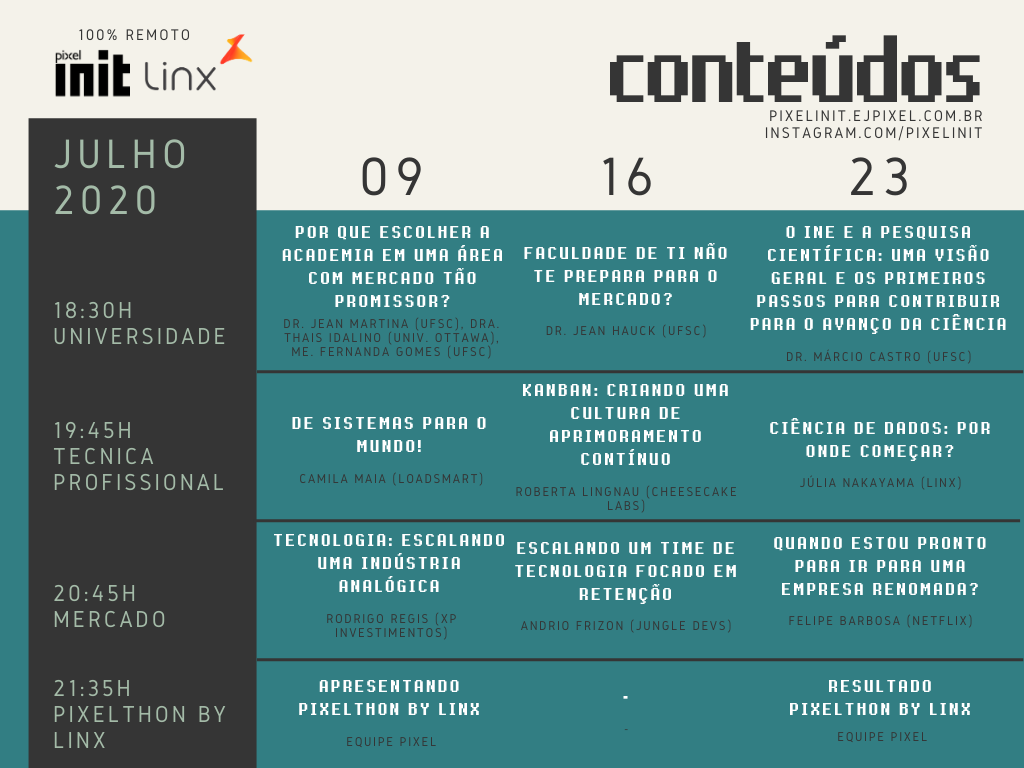 100% REMOTO
pixel
init Linx
conteúdos
PIXELINIT.EJPIXEL.COM.BR
INSTAGRAM.COM/PIXELINIT
JULHO
2020
09
16
23
18:30H
UNIVERSIDADE
POR QUE ESCOLHER A
ACADEMIA EM UMA ÁREA
COM MERCADO TÃO
PROMISSOR?
DR. JEAN MARTINA (UFSC), DRA.
THAIS IDALINO (UNIV. OTTAWA),
ME. FERNANDA GOMES (UFSC)
FACULDADE DE TI NÃO
TE PREPARA PARA O
MERCADO?
DR. JEAN HAUCK (UFSC)
O INE E A PESQUISA
CIENTÍFICA: UMA VISÃO
GERAL E OS PRIMEIROS
PASSOS PARA CONTRIBUIR
PARA O AVANÇO DA CIÊNCIA
DR. MÁRCIO CASTRO (UFSC)
19:45H
TECNICA
PROFISSIONAL
DE SISTEMAS PARA O
MUNDO!
CAMILA MAIA (LOADSMART)
KANBAN: CRIANDO UMA
CULTURA DE
APRIMORAMENTO
CONTÍNUO
ROBERTA LINGNAU (CHEESECAKE
LABS)
CIÊNCIA DE DADOS: POR
ONDE COMEÇAR?
JÚLIA NAKAYAMA (LINX)
20:45H
MERCADO
TECNOLOGIA: ESCALANDO
UMA INDÚSTRIA
ANALÓGICA
RODRIGO REGIS (XP
INVESTIMENTOS)
ESCALANDO UM TIME DE
TECNOLOGIA FOCADO EM
RETENÇÃO
ANDRIO FRIZON (JUNGLE DEVS)
QUANDO ESTOU PRONTO
PARA IR PARA UMA
EMPRESA RENOMADA?
FELIPE BARBOSA (NETFLIX)
21:35H
PIXELTHON BY
LINX
APRESENTANDO
PIXELTHON BY LINX
EQUIPE PIXEL
-
-
RESULTADO
PIXELTHON BY LINX
EQUIPE PIXEL